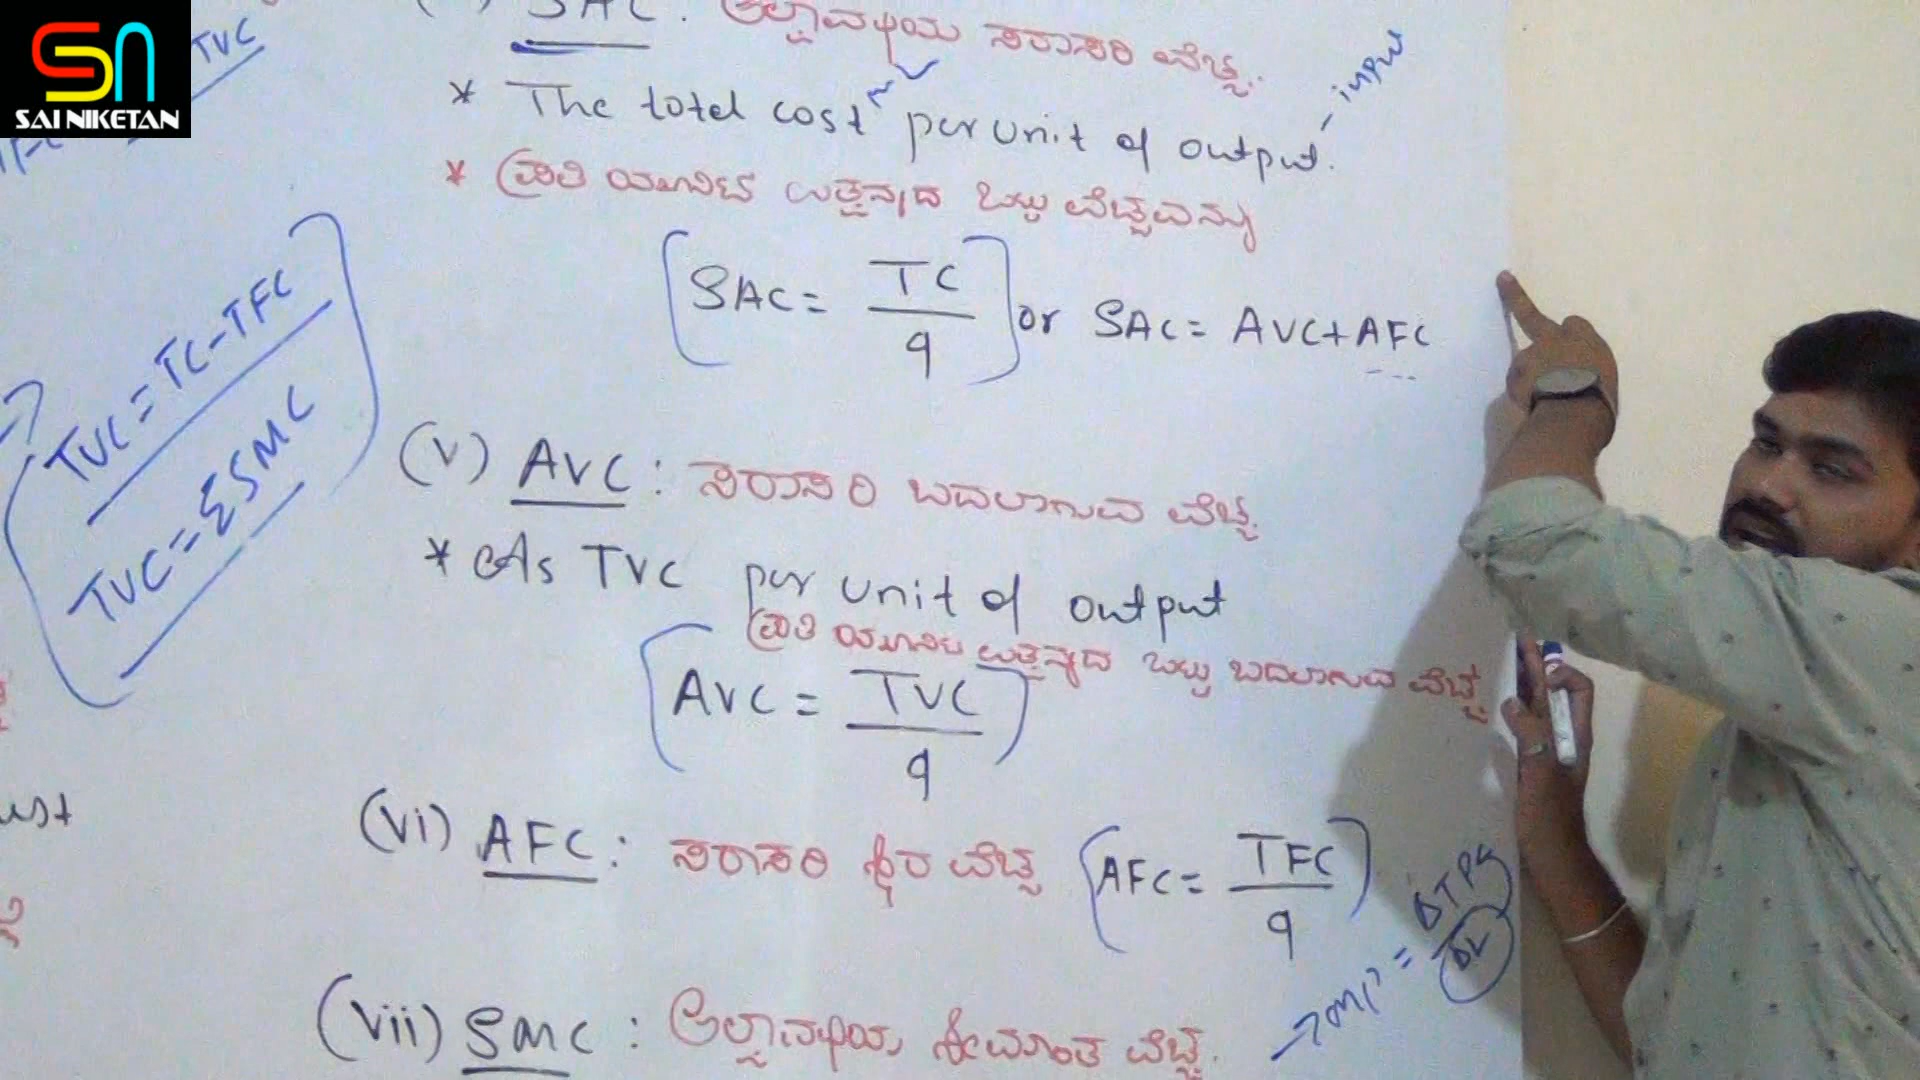 SAI NIKETAN
TVC
SAC. ಅಲ್ಪಾವಧಿಯ ಸರಾಸರಿ ವೆಚ್ಚ.
* The total cost per unit of output. - input
* ಪ್ರತಿ ಯೂನಿಟ್ ಉತ್ಪನ್ನದ ಒಟ್ಟು ವೆಚ್ಚವನ್ನು
SAC = TC/q or SAC = AVC+AFC
TVC = TC-TFC
TVC = ΣSMC
(v) AVC : ಸರಾಸರಿ ಬದಲಾಗುವ ವೆಚ್ಚ
* As TVC per unit of output
ಪ್ರತಿ ಯೂನಿಟ ಉತ್ಪನ್ನದ ಒಟ್ಟು ಬದಲಾಗುವ ವೆಚ್ಚ
AVC = TVC/q
(vi) AFC : ಸರಾಸರಿ ಸ್ಥಿರ ವೆಚ್ಚ (AFC = TFC/q)
(vii) SMC : ಅಲ್ಪಾವಧಿಯ ಸೀಮಾಂತ ವೆಚ್ಚ.